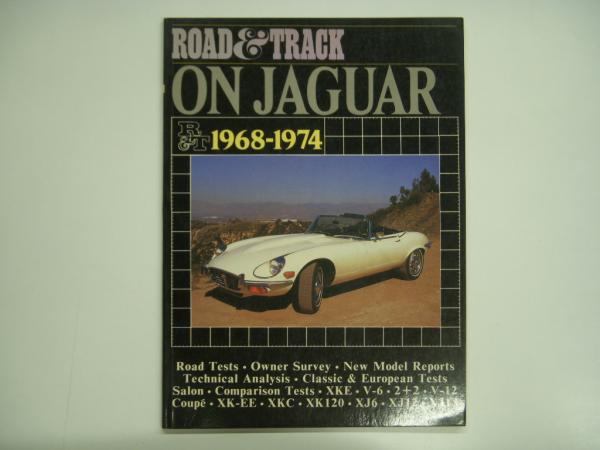 ROAD & TRACK
ON JAGUAR
R&T 1968-1974
Road Tests • Owner Survey • New Model Reports
Technical Analysis • Classic & European Tests
Salon • Comparison Tests • XKE • V-6 • 2+2 • V-12
Coupé • XK-EE • XKC • XK120 • XJ6 • XJ12 • XJ13